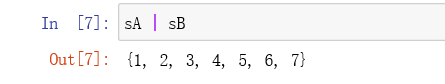 In [7]: sA | sB
Out[7]: {1, 2, 3, 4, 5, 6, 7}